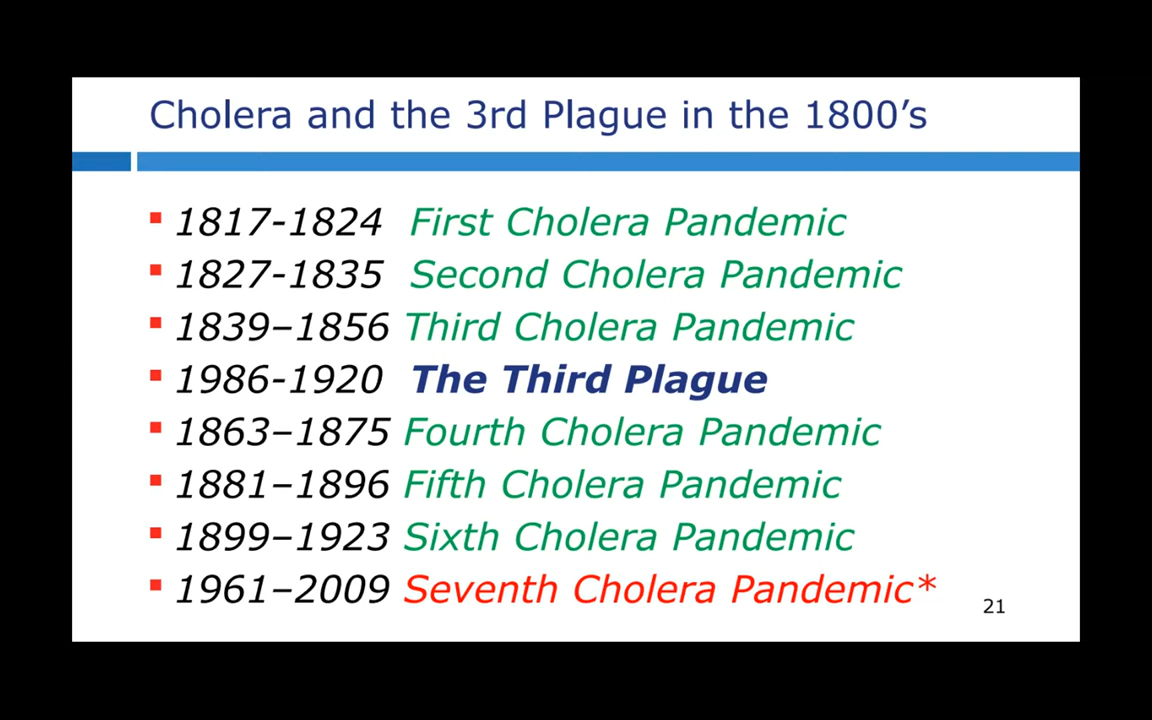 Cholera and the 3rd Plague in the 1800’s
1817-1824 First Cholera Pandemic
1827-1835 Second Cholera Pandemic
1839–1856 Third Cholera Pandemic
1986-1920 The Third Plague
1863–1875 Fourth Cholera Pandemic
1881–1896 Fifth Cholera Pandemic
1899–1923 Sixth Cholera Pandemic
1961–2009 Seventh Cholera Pandemic*
21